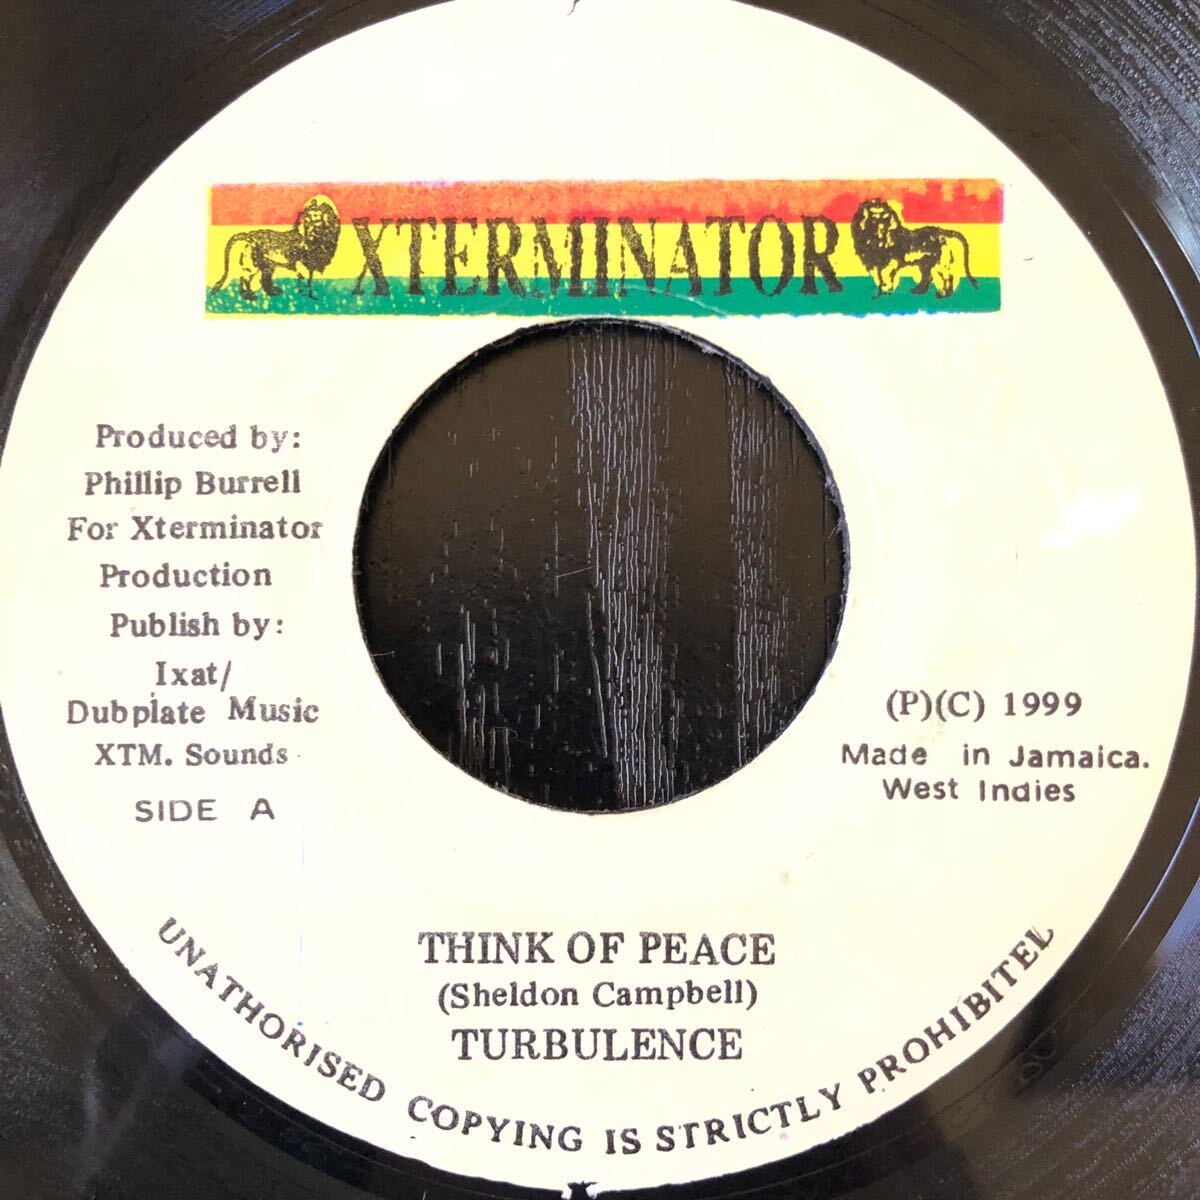 XTERMINATOR
Produced by:
Phillip Burrell
For Xterminator
Production
Publish by:
Ixat/
Dubplate Music
XTM. Sounds
SIDE A
(P)(C) 1999
Made in Jamaica.
West Indies
THINK OF PEACE
(Sheldon Campbell)
TURBULENCE
UNATHORISED COPYING IS STRICTLY PROHIBITEL